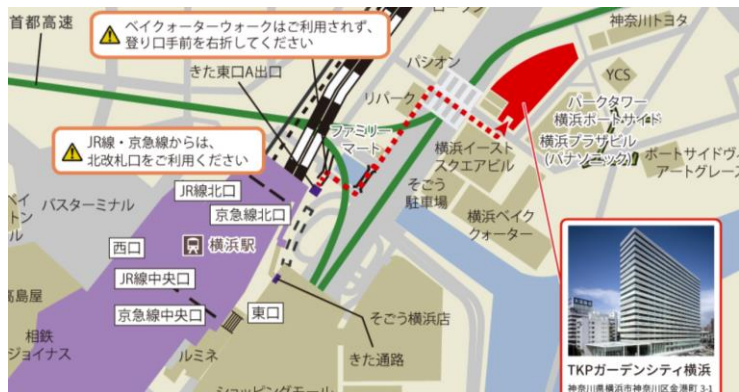 首都高速
ベイクォーターウォークはご利用されず、
登り口手前を右折してください
きた東口A出口
神奈川トヨタ
パシオン
リパーク
YCS
パークタワー
横浜ポートサイド
横浜プラザビル
(パナソニック)
ファミリー
マート
横浜イースト
スクエアビル
ポートサイドヴィ
アートグレース
JR線・京急線からは、
北改札口をご利用ください
JR線北口
京急線北口
そごう
駐車場
横浜ベイ
クォーター
バスターミナル
西口
横浜駅
JR線中央口
京急線中央口
東口
そごう横浜店
きた通路
高島屋
相鉄
ジョイナス
ルミネ
ショッピングモール
TKPガーデンシティ横浜
神奈川県横浜市神奈川区金港町 3-1